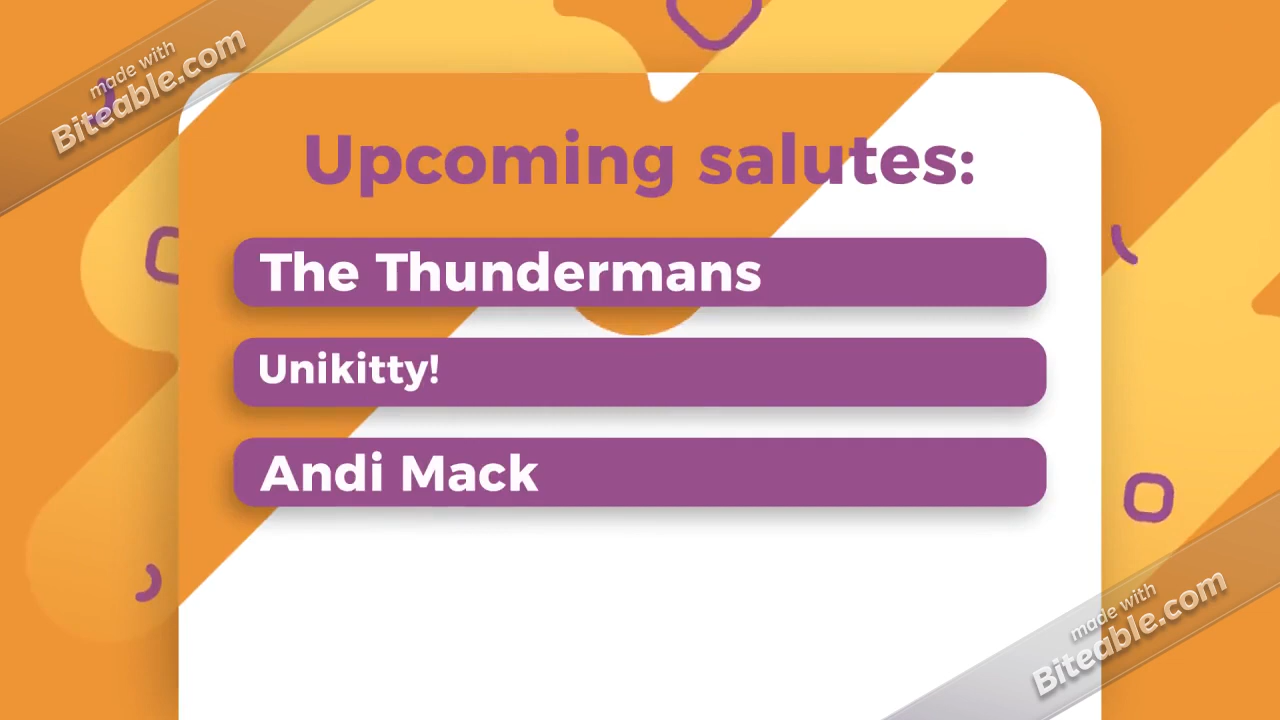 made with
Biteable.com
Upcoming salutes:
The Thundermans
Unikitty!
Andi Mack
made with
Biteable.com